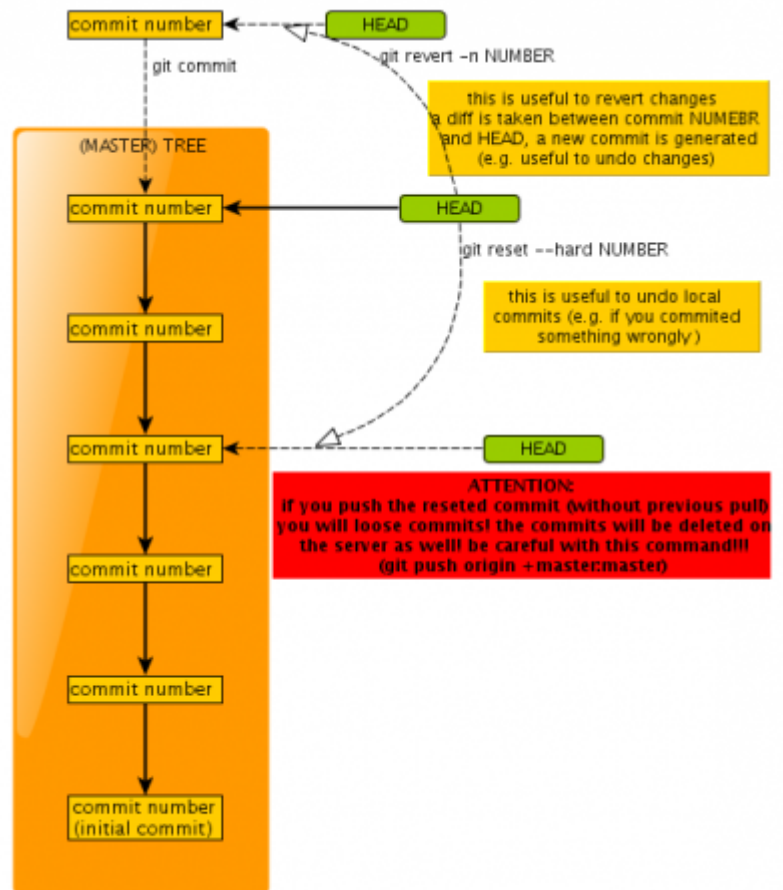 commit number
HEAD
git revert -n NUMBER
git commit
this is useful to revert changes
a diff is taken between commit NUMEBR
and HEAD, a new commit is generated
(e.g. useful to undo changes)
(MASTER) TREE
commit number
HEAD
git reset --hard NUMBER
this is useful to undo local
commits (e.g. if you commited
something wrongly)
commit number
commit number
HEAD
ATTENTION:
if you push the reseted commit (without previous pull)
you will loose commits! the commits will be deleted on
the server as well! be careful with this command!!!
(git push origin +master:master)
commit number
commit number
commit number
(initial commit)